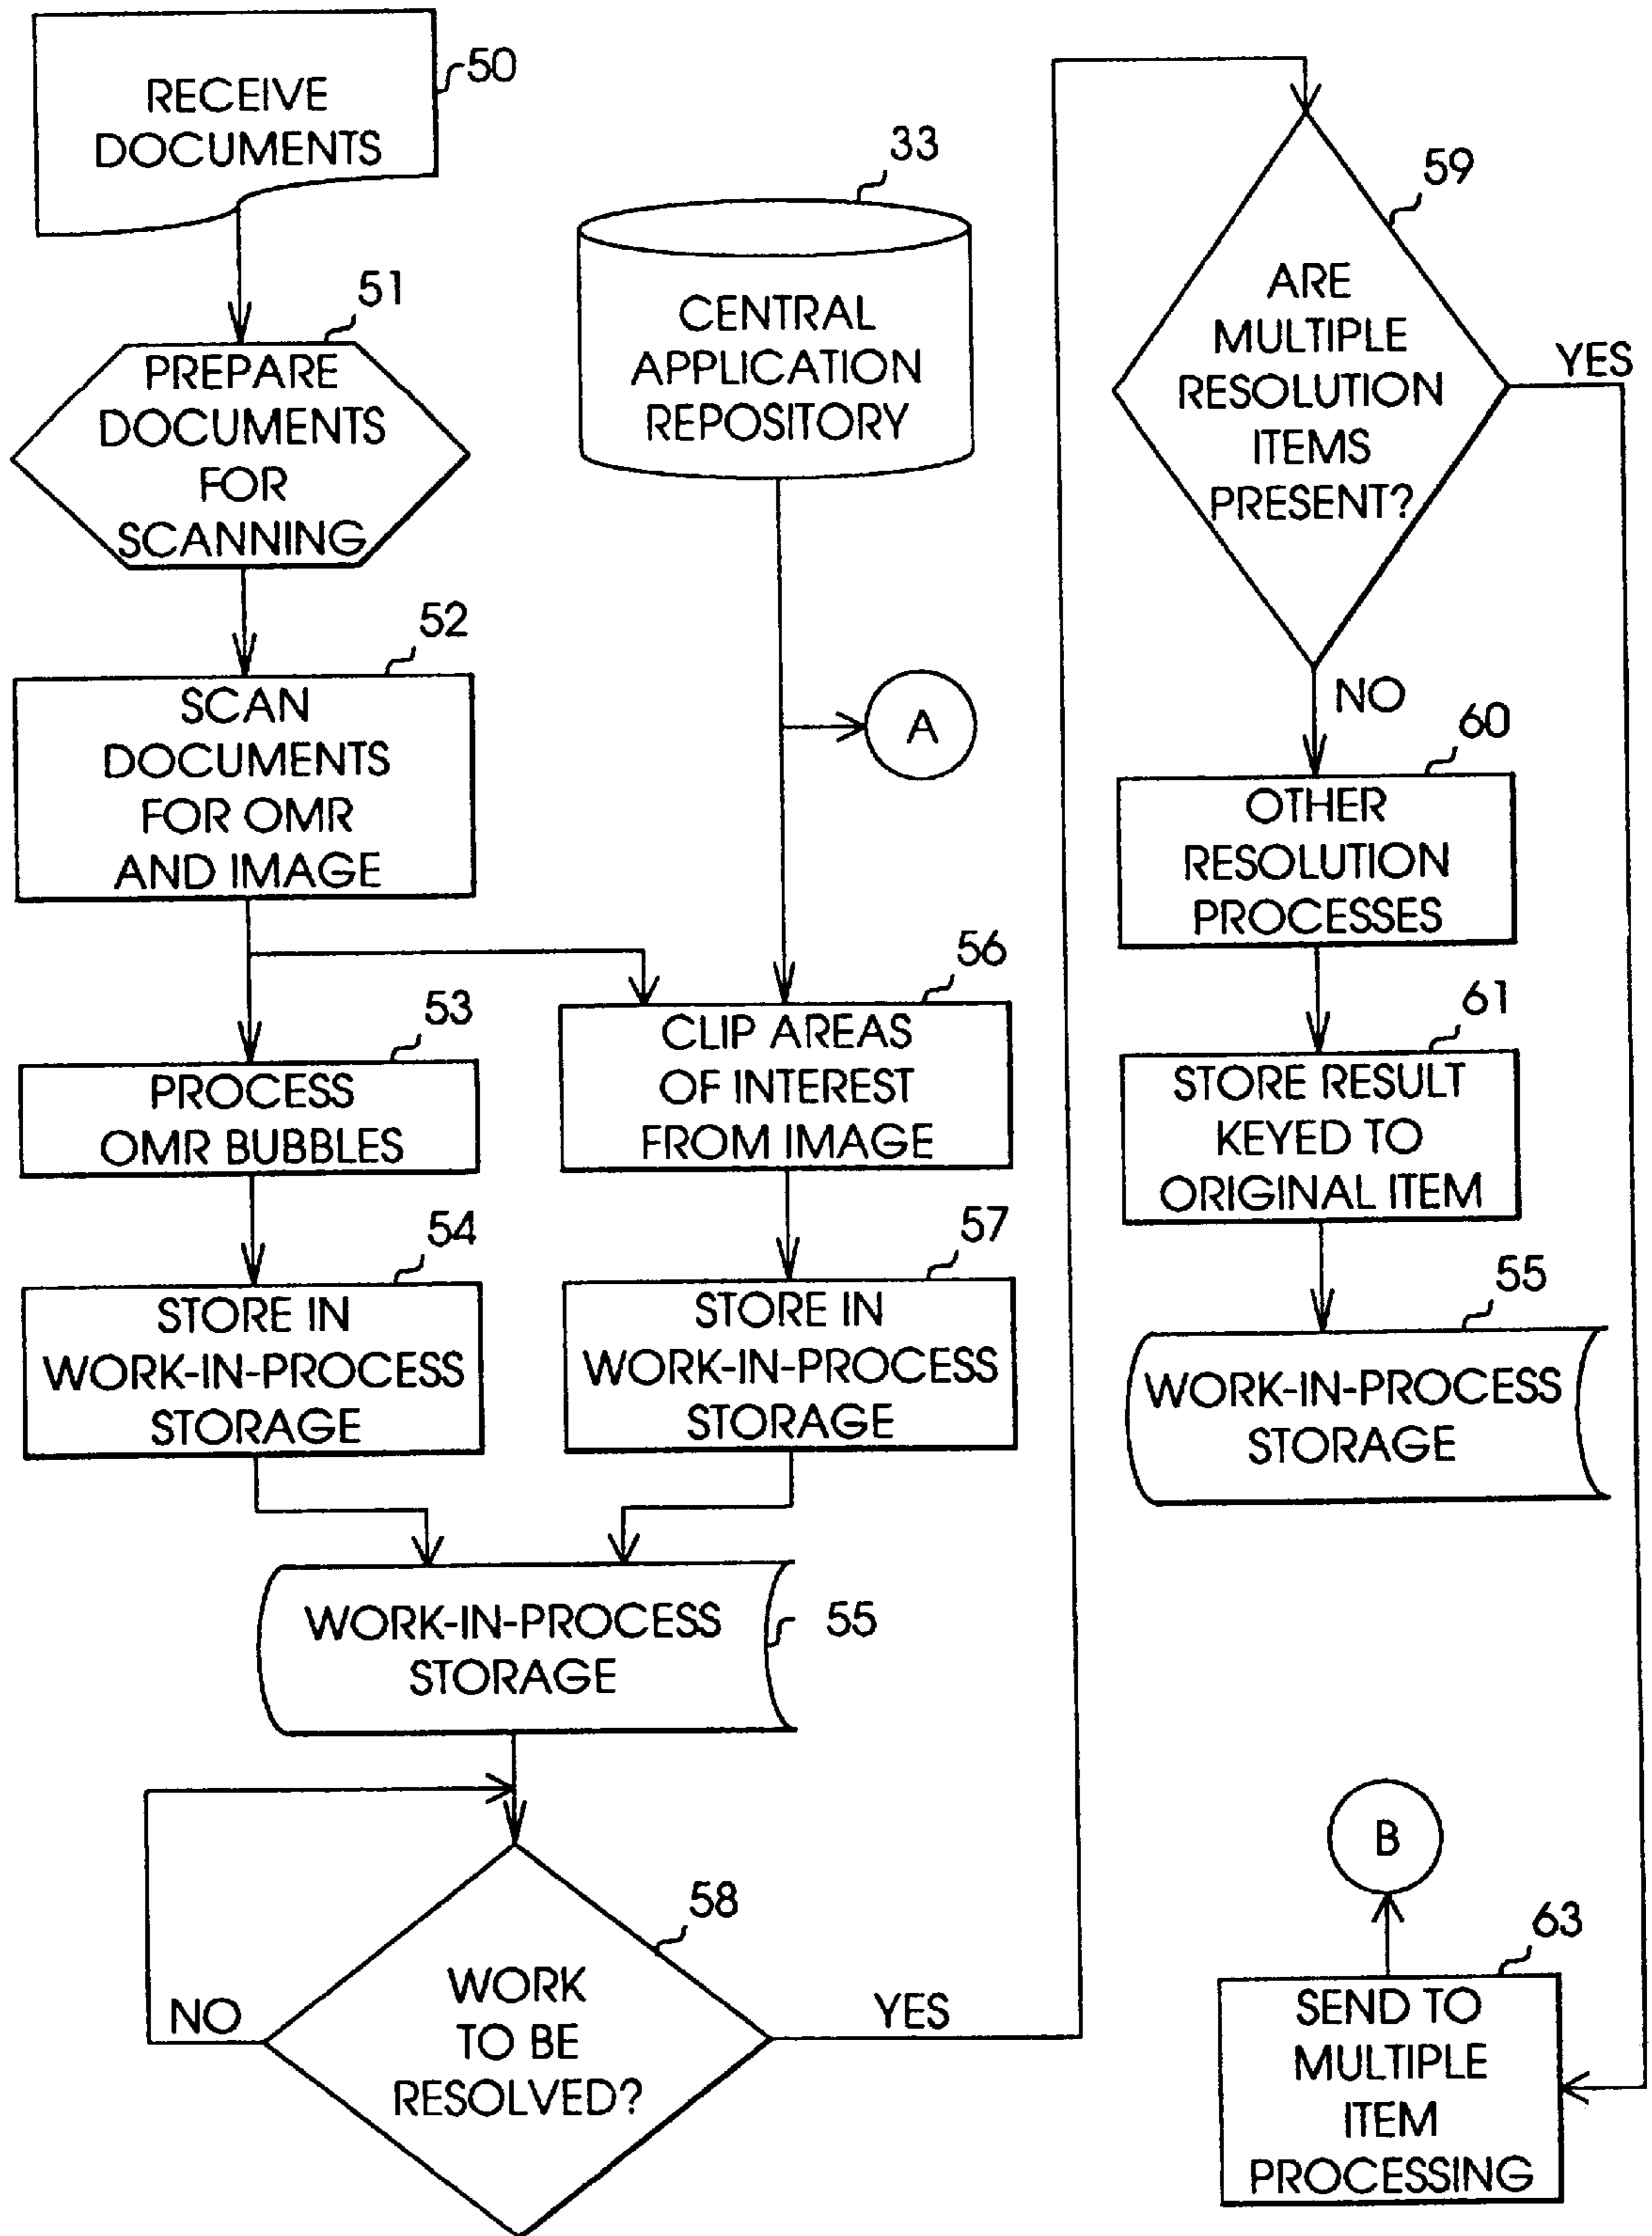 RECEIVE
DOCUMENTS
50
51
PREPARE
DOCUMENTS
FOR
SCANNING
52
SCAN
DOCUMENTS
FOR OMR
AND IMAGE
53
PROCESS
OMR BUBBLES
54
STORE IN
WORK-IN-PROCESS
STORAGE
33
CENTRAL
APPLICATION
REPOSITORY
A
56
CLIP AREAS
OF INTEREST
FROM IMAGE
57
STORE IN
WORK-IN-PROCESS
STORAGE
WORK-IN-PROCESS
STORAGE
55
58
WORK
TO BE
RESOLVED?
NO
YES
59
ARE
MULTIPLE
RESOLUTION
ITEMS
PRESENT?
YES
NO
60
OTHER
RESOLUTION
PROCESSES
61
STORE RESULT
KEYED TO
ORIGINAL ITEM
55
WORK-IN-PROCESS
STORAGE
B
63
SEND TO
MULTIPLE
ITEM
PROCESSING